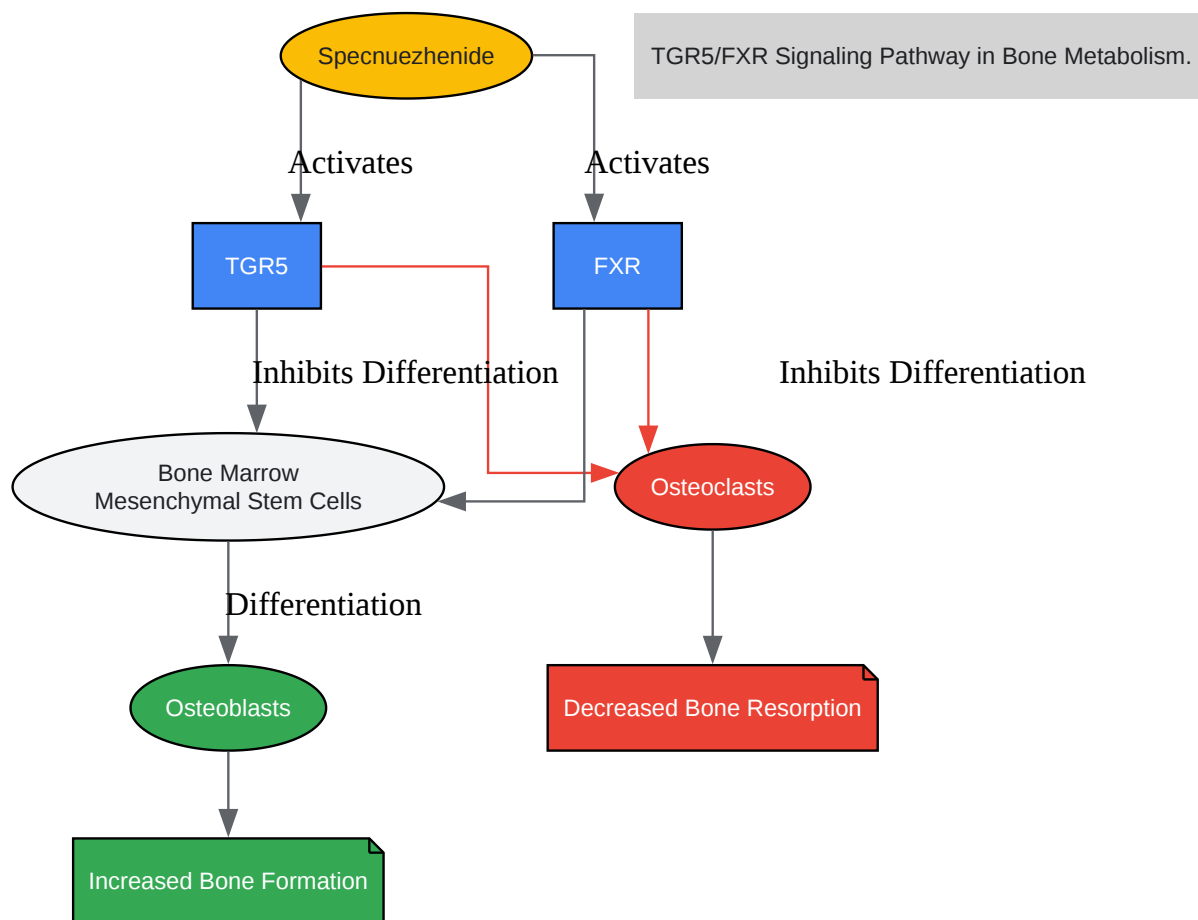 Specnuezhenide
TGR5/FXR Signaling Pathway in Bone Metabolism.
Activates
Activates
TGR5
FXR
Inhibits Differentiation
Inhibits Differentiation
Bone Marrow
Mesenchymal Stem Cells
Osteoclasts
Differentiation
Osteoblasts
Decreased Bone Resorption
Increased Bone Formation